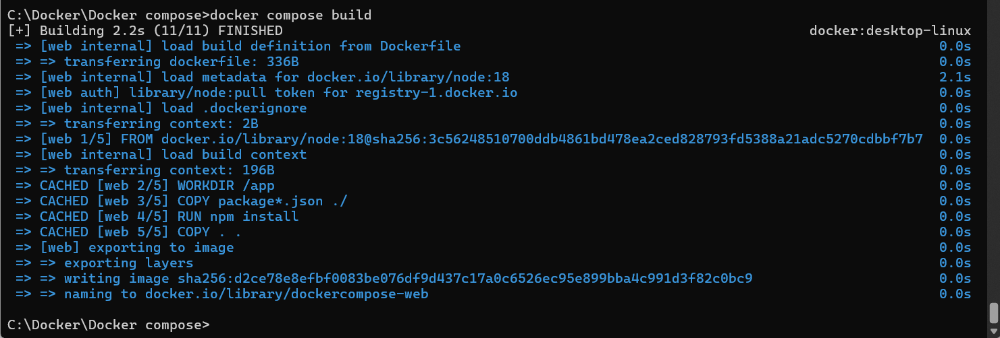 C:\Docker\Docker compose>docker compose build
[+] Building 2.2s (11/11) FINISHED docker:desktop-linux
=> [web internal] load build definition from Dockerfile 0.0s
=> => transferring dockerfile: 336B 0.0s
=> [web internal] load metadata for docker.io/library/node:18 2.1s
=> [web auth] library/node:pull token for registry-1.docker.io 0.0s
=> [web internal] load .dockerignore 0.0s
=> => transferring context: 2B 0.0s
=> [web 1/5] FROM docker.io/library/node:18@sha256:3c56248510700ddb4861bd478ea2ced828793fd5388a21adc5270cdbbf7b7 0.0s
=> [web internal] load build context 0.0s
=> => transferring context: 196B 0.0s
=> CACHED [web 2/5] WORKDIR /app 0.0s
=> CACHED [web 3/5] COPY package*.json ./ 0.0s
=> CACHED [web 4/5] RUN npm install 0.0s
=> CACHED [web 5/5] COPY . . 0.0s
=> [web] exporting to image 0.0s
=> => exporting layers 0.0s
=> => writing image sha256:d2ce78e8efbf0083be076df9d437c17a0c6526ec95e899bba4c991d3f82c0bc9 0.0s
=> => naming to docker.io/library/dockercompose-web 0.0s
C:\Docker\Docker compose>